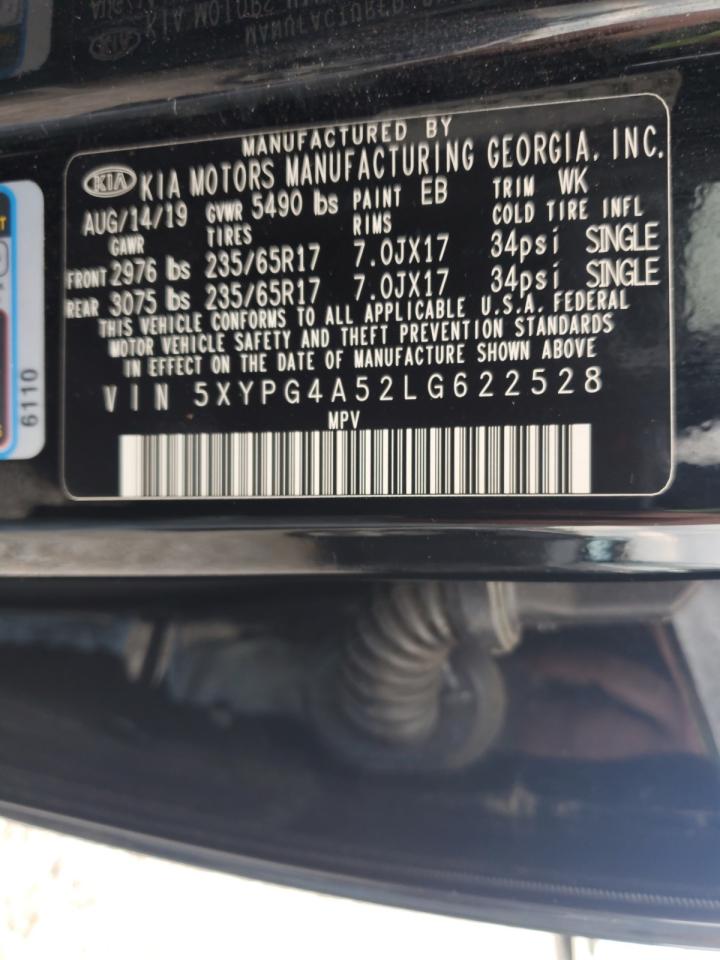 MANUFACTURED BY
KIA KIA MOTORS MANUFACTURING GEORGIA, INC.
AUG/14/19 GVWR 5490 lbs PAINT EB TRIM WK
GAWR TIRES RIMS COLD TIRE INFL
FRONT 2976 lbs 235/65R17 7.0JX17 34psi SINGLE
REAR 3075 lbs 235/65R17 7.0JX17 34psi SINGLE
THIS VEHICLE CONFORMS TO ALL APPLICABLE U.S.A. FEDERAL
MOTOR VEHICLE SAFETY AND THEFT PREVENTION STANDARDS
IN EFFECT ON THE DATE OF MANUFACTURE SHOWN ABOVE
VIN 5XYPG4A52LG622528
MPV
6110